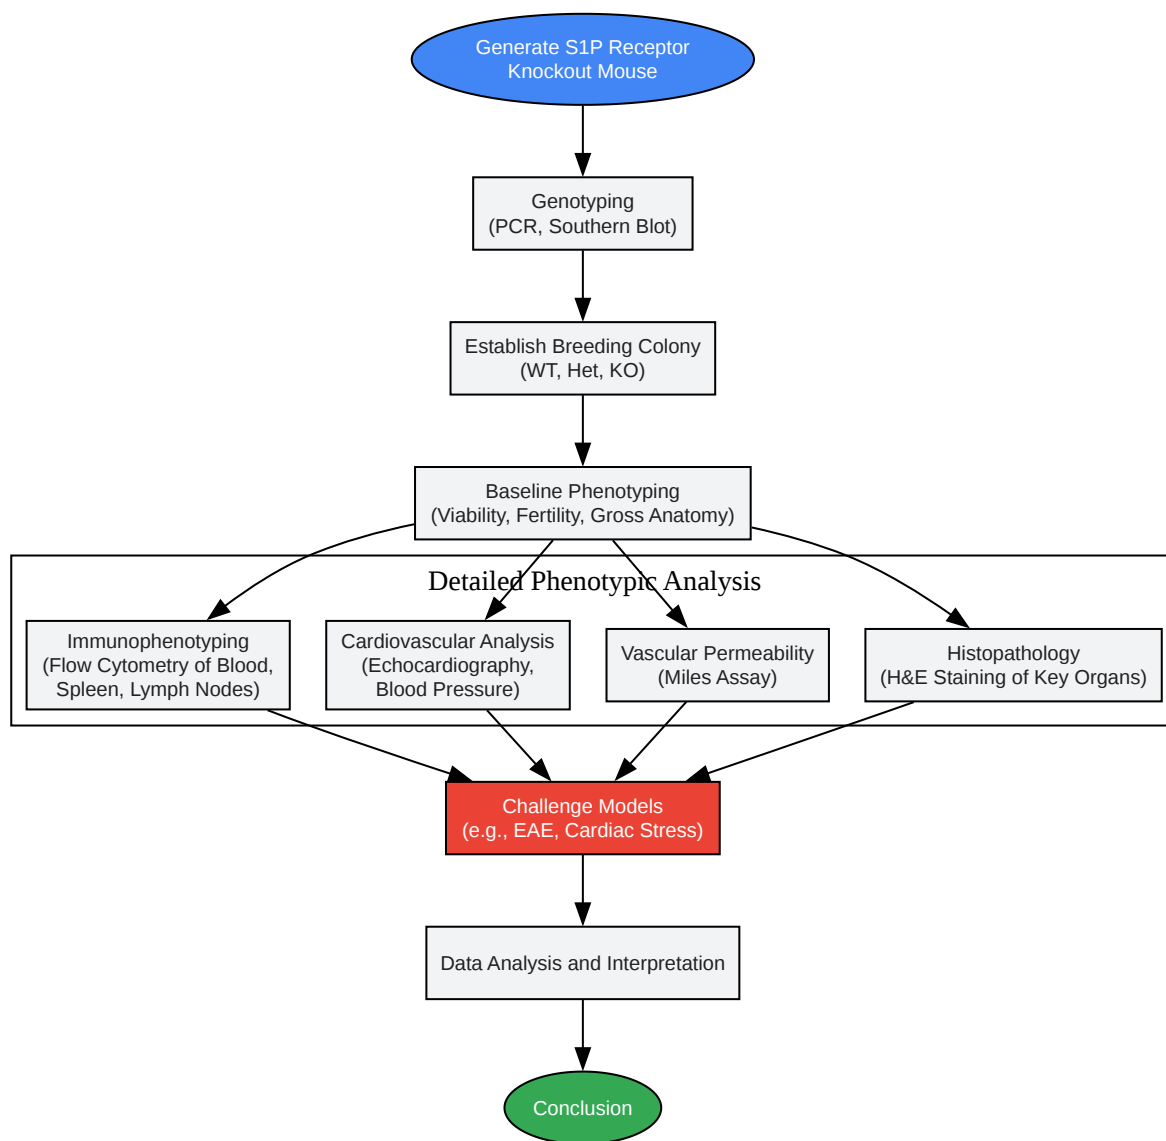 Generate S1P Receptor
Knockout Mouse
Genotyping
(PCR, Southern Blot)
Establish Breeding Colony
(WT, Het, KO)
Baseline Phenotyping
(Viability, Fertility, Gross Anatomy)
Detailed Phenotypic Analysis
Immunophenotyping
(Flow Cytometry of Blood,
Spleen, Lymph Nodes)
Cardiovascular Analysis
(Echocardiography,
Blood Pressure)
Vascular Permeability
(Miles Assay)
Histopathology
(H&E Staining of Key Organs)
Challenge Models
(e.g., EAE, Cardiac Stress)
Data Analysis and Interpretation
Conclusion